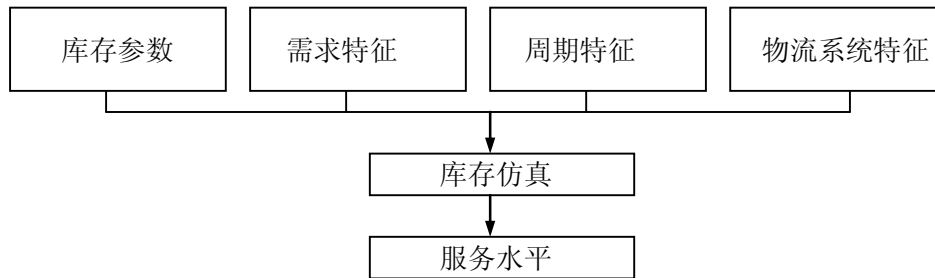 库存参数
需求特征
周期特征
物流系统特征
库存仿真
服务水平